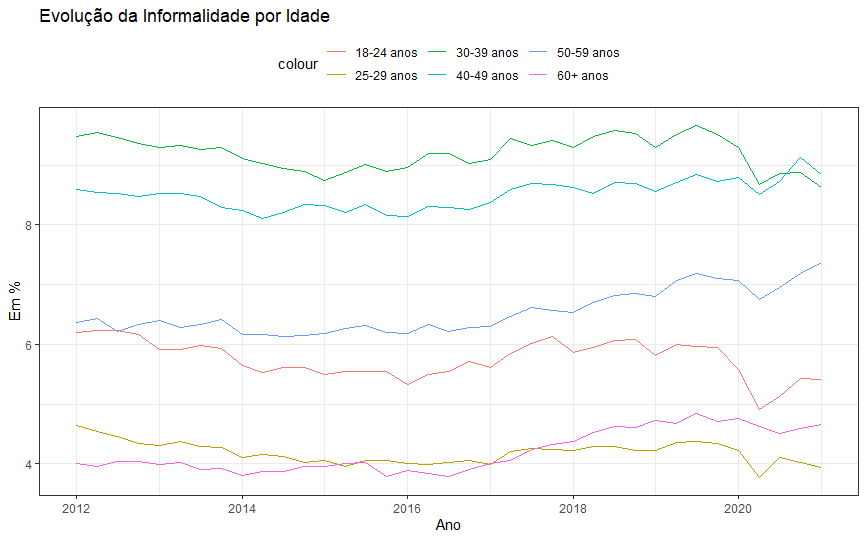 Evolução da Informalidade por Idade
colour
18-24 anos 30-39 anos 50-59 anos
25-29 anos 40-49 anos 60+ anos
8
6
4
Em %
2012 2014 2016 2018 2020
Ano